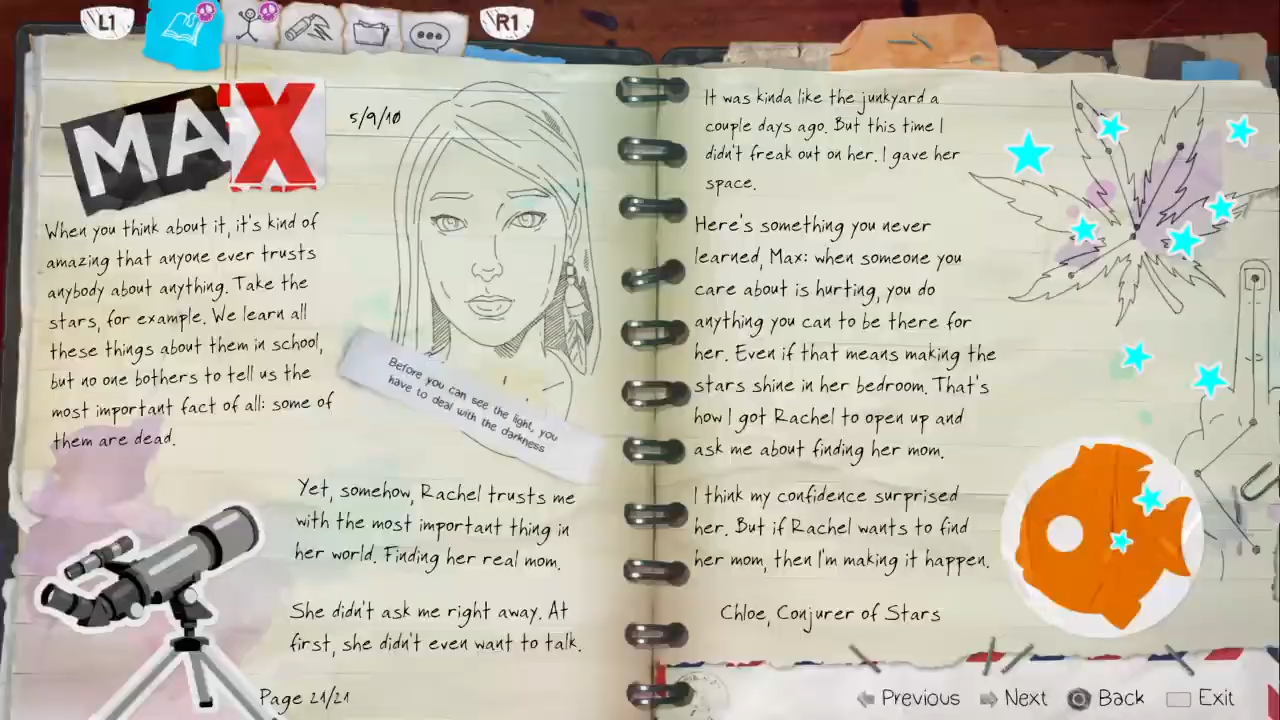 L1
R1
MAX
5/9/10
When you think about it, it's kind of
amazing that anyone ever trusts
anybody about anything. Take the
stars, for example. We learn all
these things about them in school,
but no one bothers to tell us the
most important fact of all: some of
them are dead.
Before you can see the light, you
have to deal with the darkness
Yet, somehow, Rachel trusts me
with the most important thing in
her world. Finding her real mom.
She didn't ask me right away. At
first, she didn't even want to talk.
Page 21/21
It was kinda like the junkyard a
couple days ago. But this time I
didn't freak out on her. I gave her
space.
Here's something you never
learned, Max: when someone you
care about is hurting, you do
anything you can to be there for
her. Even if that means making the
stars shine in her bedroom. That's
how I got Rachel to open up and
ask me about finding her mom.
I think my confidence surprised
her. But if Rachel wants to find
her mom, then I'm making it happen.
Chloe, Conjurer of Stars
Previous Next Back Exit